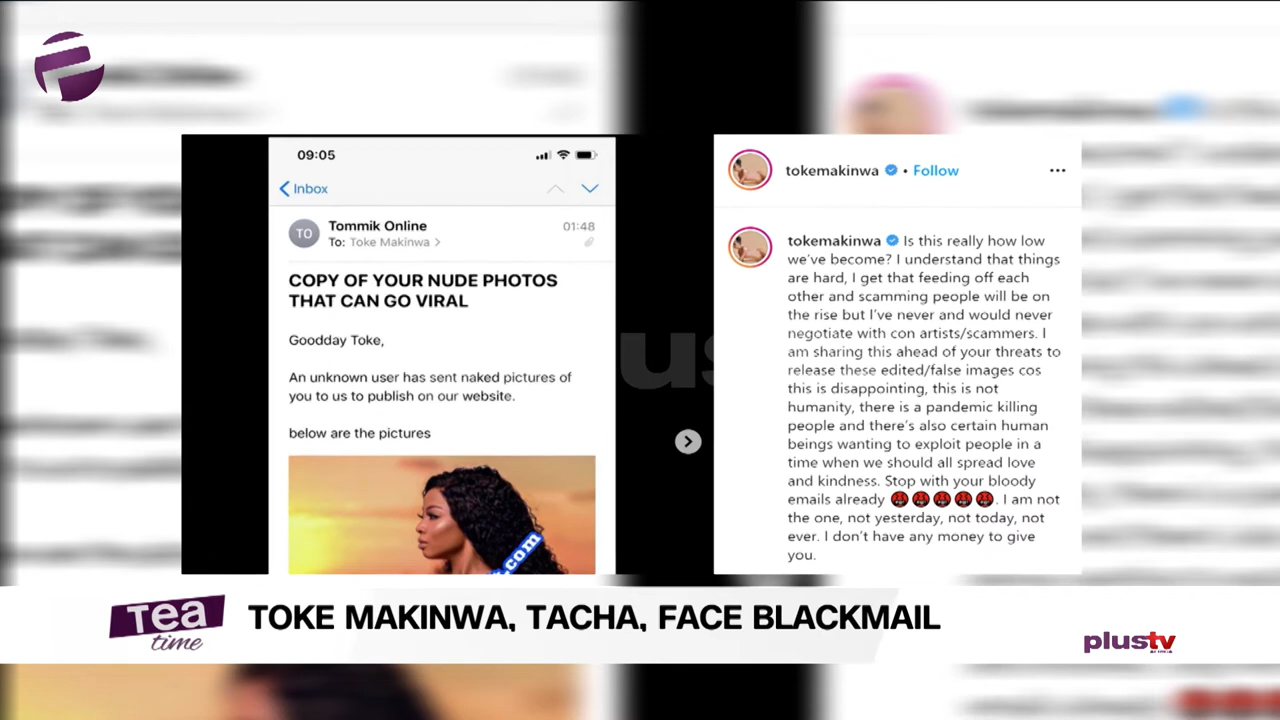 09:05
Inbox
TO
Tommik Online
01:48
To: Toke Makinwa
COPY OF YOUR NUDE PHOTOS
THAT CAN GO VIRAL
Goodday Toke,
An unknown user has sent naked pictures of
you to us to publish on our website.
below are the pictures
.com
tokemakinwa • Follow
tokemakinwa Is this really how low
we've become? I understand that things
are hard, I get that feeding off each
other and scamming people will be on
the rise but I've never and would never
negotiate with con artists/scammers. I
am sharing this ahead of your threats to
release these edited/false images cos
this is disappointing, this is not
humanity, there is a pandemic killing
people and there's also certain human
beings wanting to exploit people in a
time when we should all spread love
and kindness. Stop with your bloody
emails already. I am not
the one, not yesterday, not today, not
ever. I don't have any money to give
you.
Tea
time
TOKE MAKINWA, TACHA, FACE BLACKMAIL
plustv